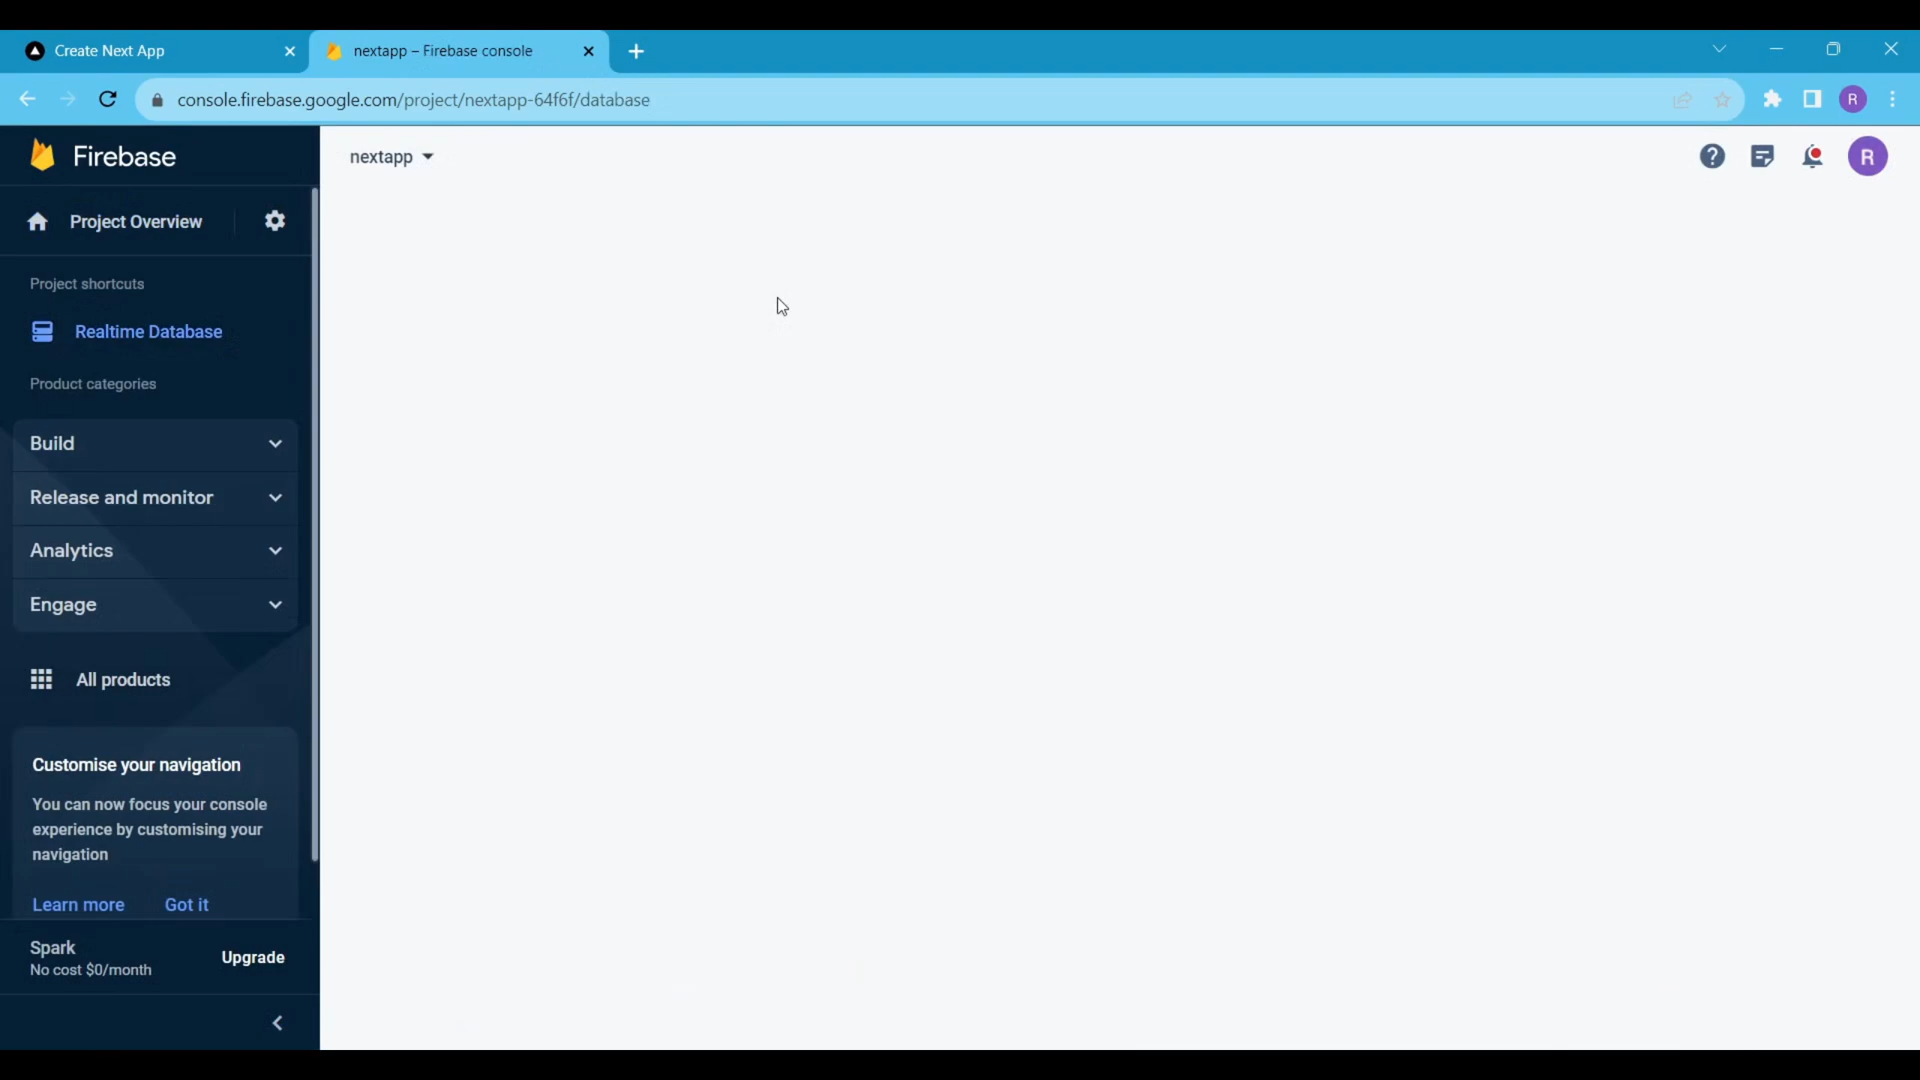 Create Next App
nextapp – Firebase console
console.firebase.google.com/project/nextapp-64f6f/database
R
Firebase
nextapp
R
Project Overview
Project shortcuts
Realtime Database
Product categories
Build
Release and monitor
Analytics
Engage
All products
Customise your navigation
You can now focus your console
experience by customising your
navigation
Learn more Got it
Spark
No cost $0/month
Upgrade